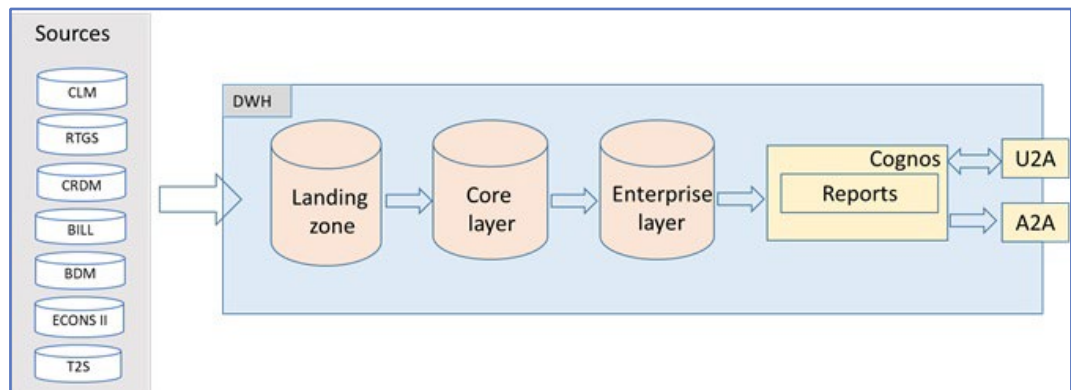 Sources
CLM
RTGS
CRDM
BILL
BDM
ECONS II
T2S
DWH
Landing
zone
Core
layer
Enterprise
layer
Cognos
Reports
U2A
A2A